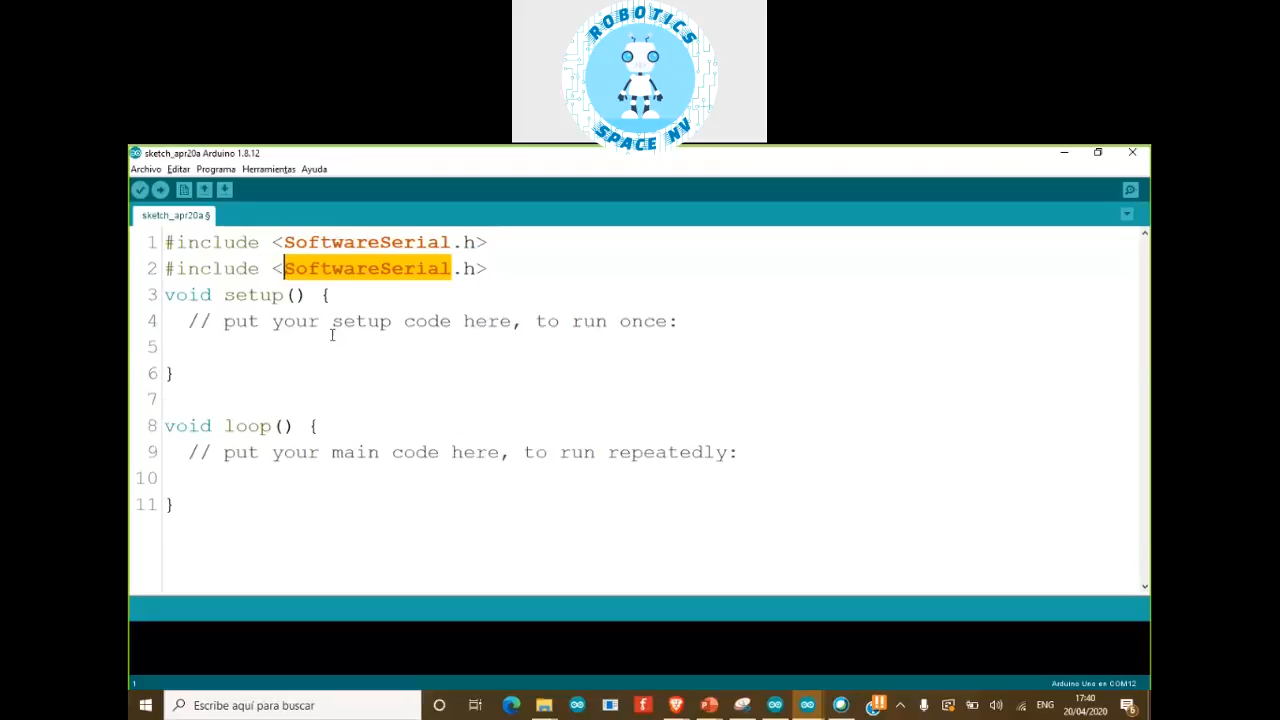 ROBOTICS
SPACE NV
sketch_apr20a Arduino 1.8.12
Archivo Editar Programa Herramientas Ayuda
sketch_apr20a §
1 #include <SoftwareSerial.h>
2 #include <SoftwareSerial.h>
3 void setup() {
4 // put your setup code here, to run once:
5
6 }
7
8 void loop() {
9 // put your main code here, to run repeatedly:
10
11 }
1 Arduino Uno en COM12
Escribe aquí para buscar
ENG
17:40
20/04/2020
6